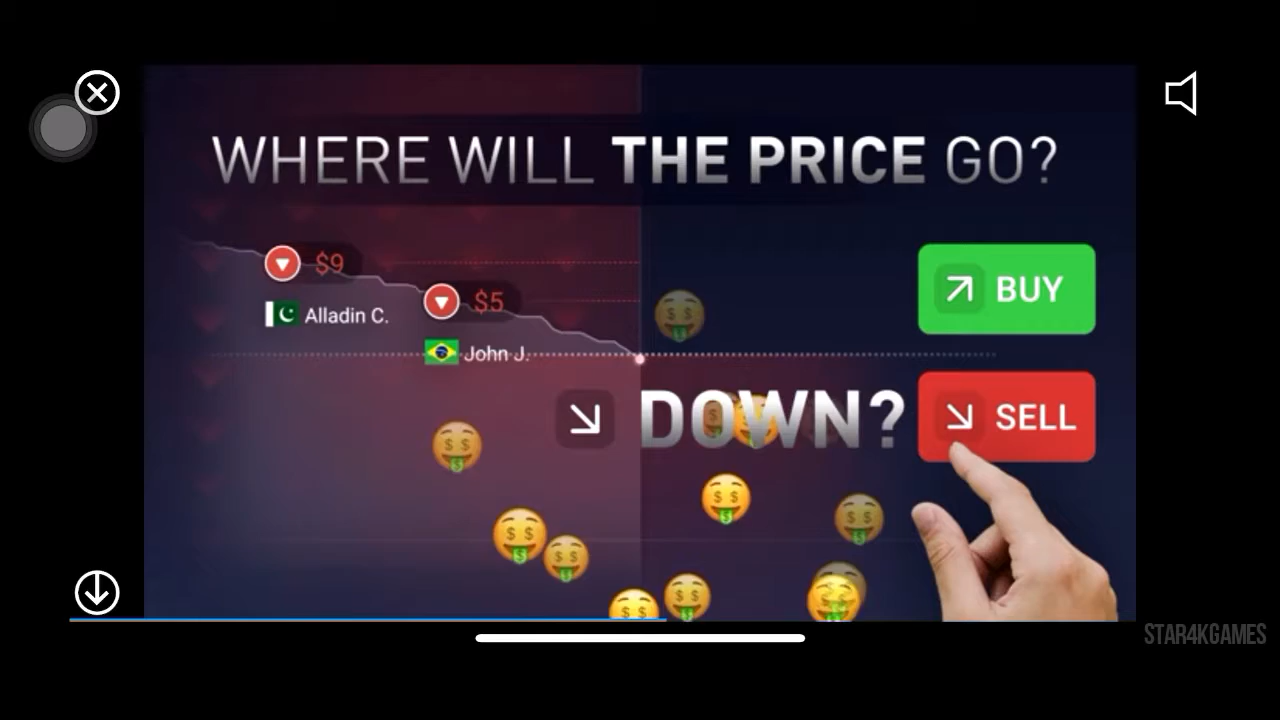 WHERE WILL THE PRICE GO?
$9
Alladin C.
$5
John J.
BUY
DOWN?
SELL
STAR4KGAMES